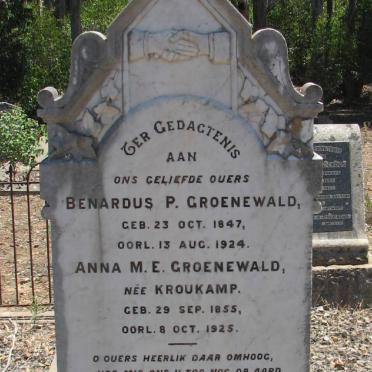 TER GEDACTENIS
AAN
ONS GELIEFDE OUERS
BENARDUS P. GROENEWALD,
GEB. 23 OCT. 1847,
OORL. 13 AUG. 1924.
ANNA M.E. GROENEWALD,
NÉE KROUKAMP.
GEB. 29 SEP. 1855,
OORL. 8 OCT. 1925.
O OUERS HEERLIK DAAR OMHOOG,